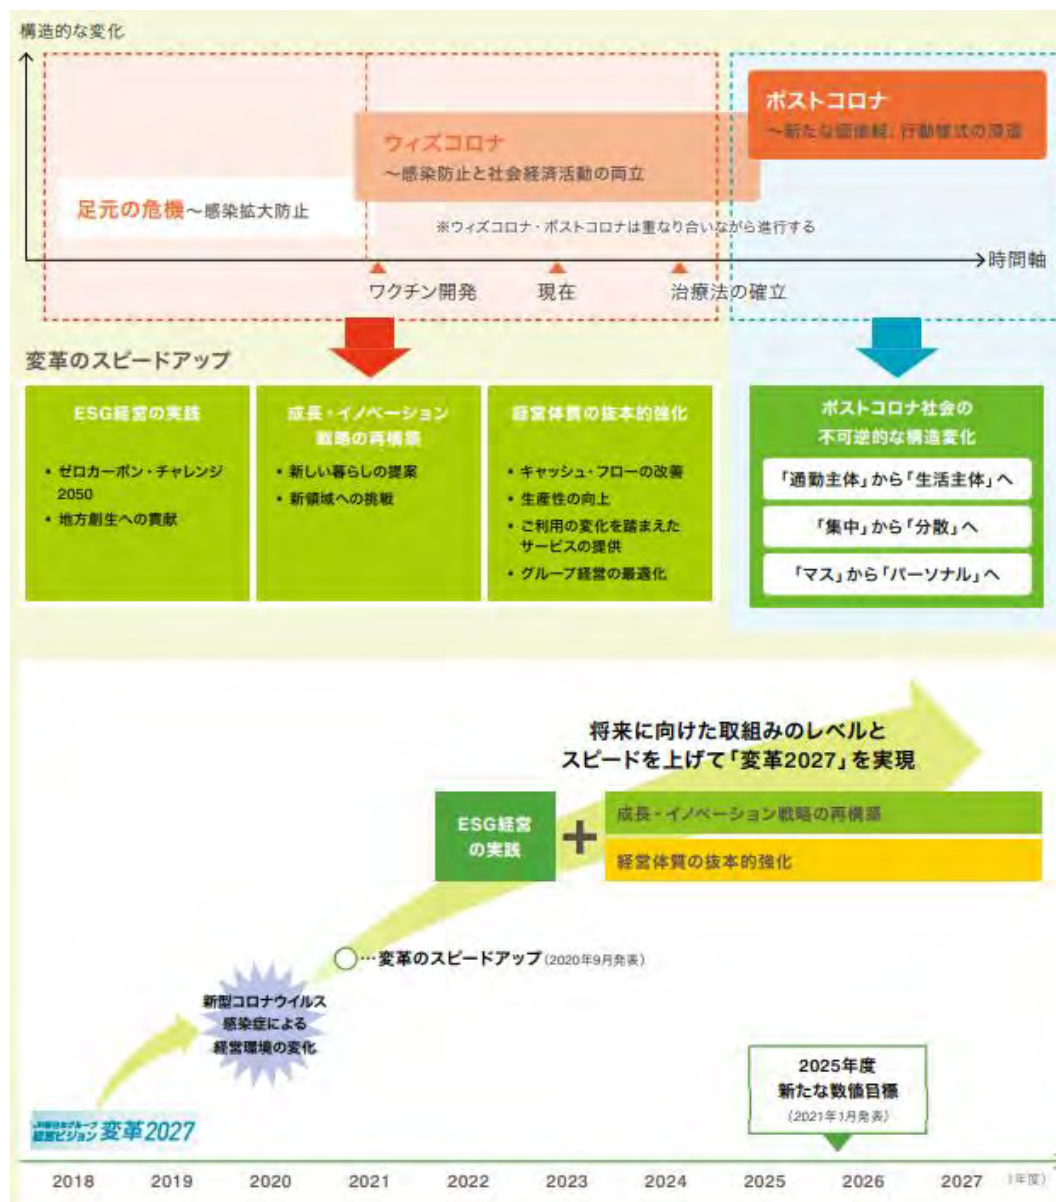 構造的な変化
ポストコロナ
〜新たな価値観、行動様式の浸透
ウィズコロナ
〜感染防止と社会経済活動の両立
足元の危機〜感染拡大防止
※ウィズコロナ・ポストコロナは重なり合いながら進行する
時間軸
ワクチン開発
現在
治療法の確立
変革のスピードアップ
ESG経営の実践
• ゼロカーボン・チャレンジ
2050
• 地方創生への貢献
成長・イノベーション
戦略の再構築
• 新しい暮らしの提案
• 新領域への挑戦
経営体質の抜本的強化
• キャッシュ・フローの改善
• 生産性の向上
• ご利用の変化を踏まえた
サービスの提供
• グループ経営の最適化
ポストコロナ社会の
不可逆的な構造変化
「通勤主体」から「生活主体」へ
「集中」から「分散」へ
「マス」から「パーソナル」へ
将来に向けた取組みのレベルと
スピードを上げて「変革2027」を実現
ESG経営
の実践
+
成長・イノベーション戦略の再構築
経営体質の抜本的強化
…変革のスピードアップ(2020年9月発表)
新型コロナウイルス
感染症による
経営環境の変化
2025年度
新たな数値目標
(2021年1月発表)
JR東日本グループ
経営ビジョン 変革2027
2018 2019 2020 2021 2022 2023 2024 2025 2026 2027 (年度)